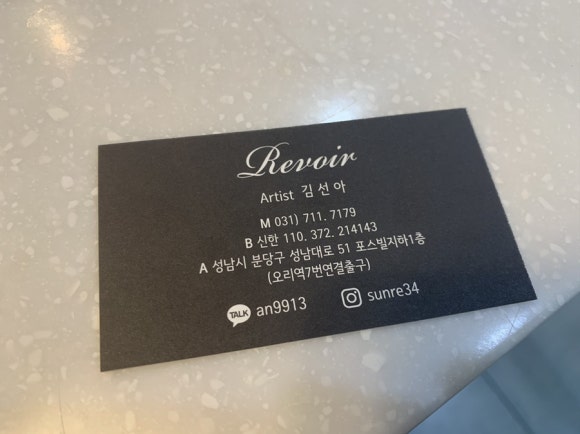 Revoir
Artist 김선아
M 031) 711. 7179
B 신한 110. 372. 214143
A 성남시 분당구 성남대로 51 포스빌지하1층
(오리역7번연결출구)
TALK an9913 sunre34